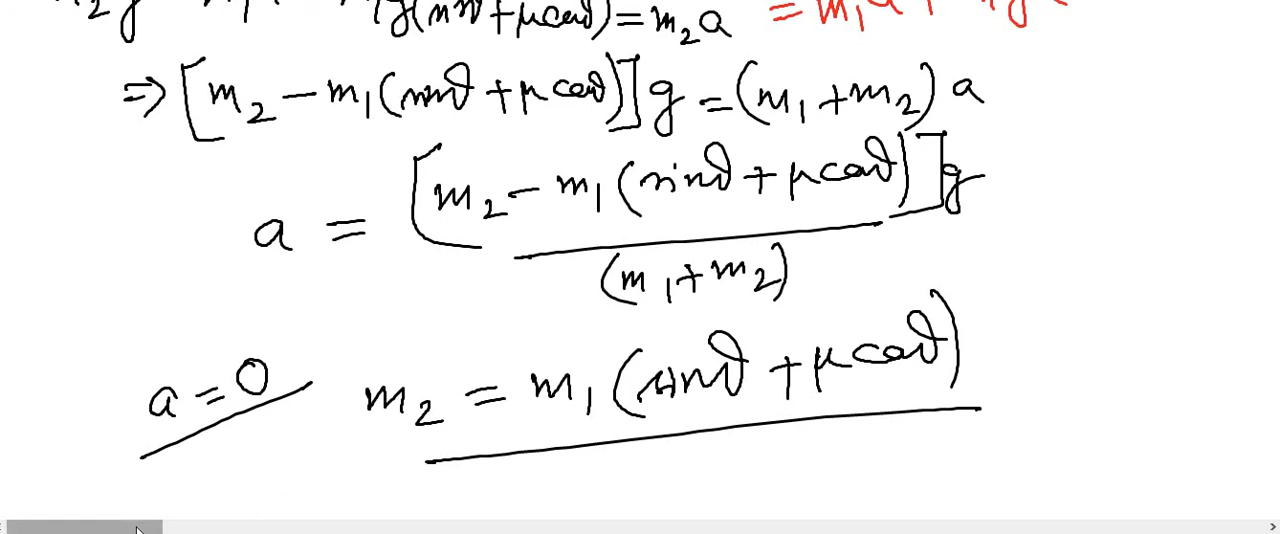 g(sinθ + μcosθ) = m₂a = m₁a
⇒ [m₂ − m₁(sinθ + μcosθ)]g = (m₁ + m₂)a
a = [m₂ − m₁(sinθ + μcosθ)]g
(m₁ + m₂)
a = 0 m₂ = m₁(sinθ + μcosθ)